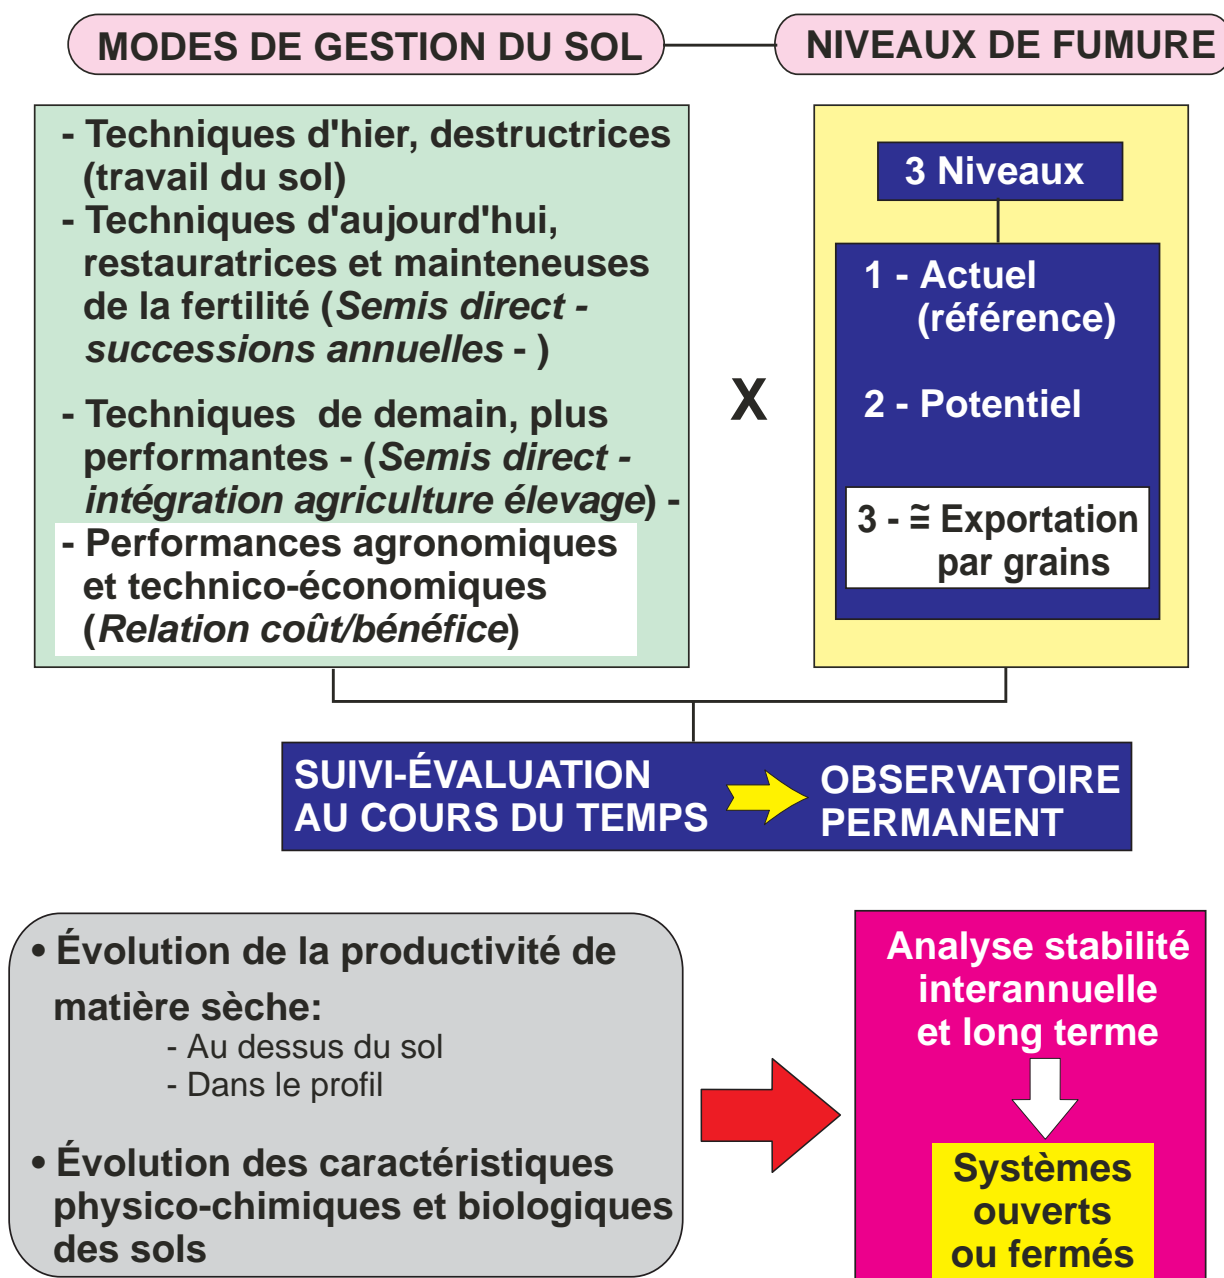 MODES DE GESTION DU SOL
NIVEAUX DE FUMURE
- Techniques d'hier, destructrices
(travail du sol)
- Techniques d'aujourd'hui,
restauratrices et mainteneuses
de la fertilité (Semis direct -
successions annuelles - )
- Techniques de demain, plus
performantes - (Semis direct -
intégration agriculture élevage) -
- Performances agronomiques
et technico-économiques
(Relation coût/bénéfice)
X
3 Niveaux
1 - Actuel
(référence)
2 - Potentiel
3 - ≅ Exportation
par grains
SUIVI-ÉVALUATION
AU COURS DU TEMPS
OBSERVATOIRE
PERMANENT
• Évolution de la productivité de
matière sèche:
- Au dessus du sol
- Dans le profil
• Évolution des caractéristiques
physico-chimiques et biologiques
des sols
Analyse stabilité
interannuelle
et long terme
Systèmes
ouverts
ou fermés